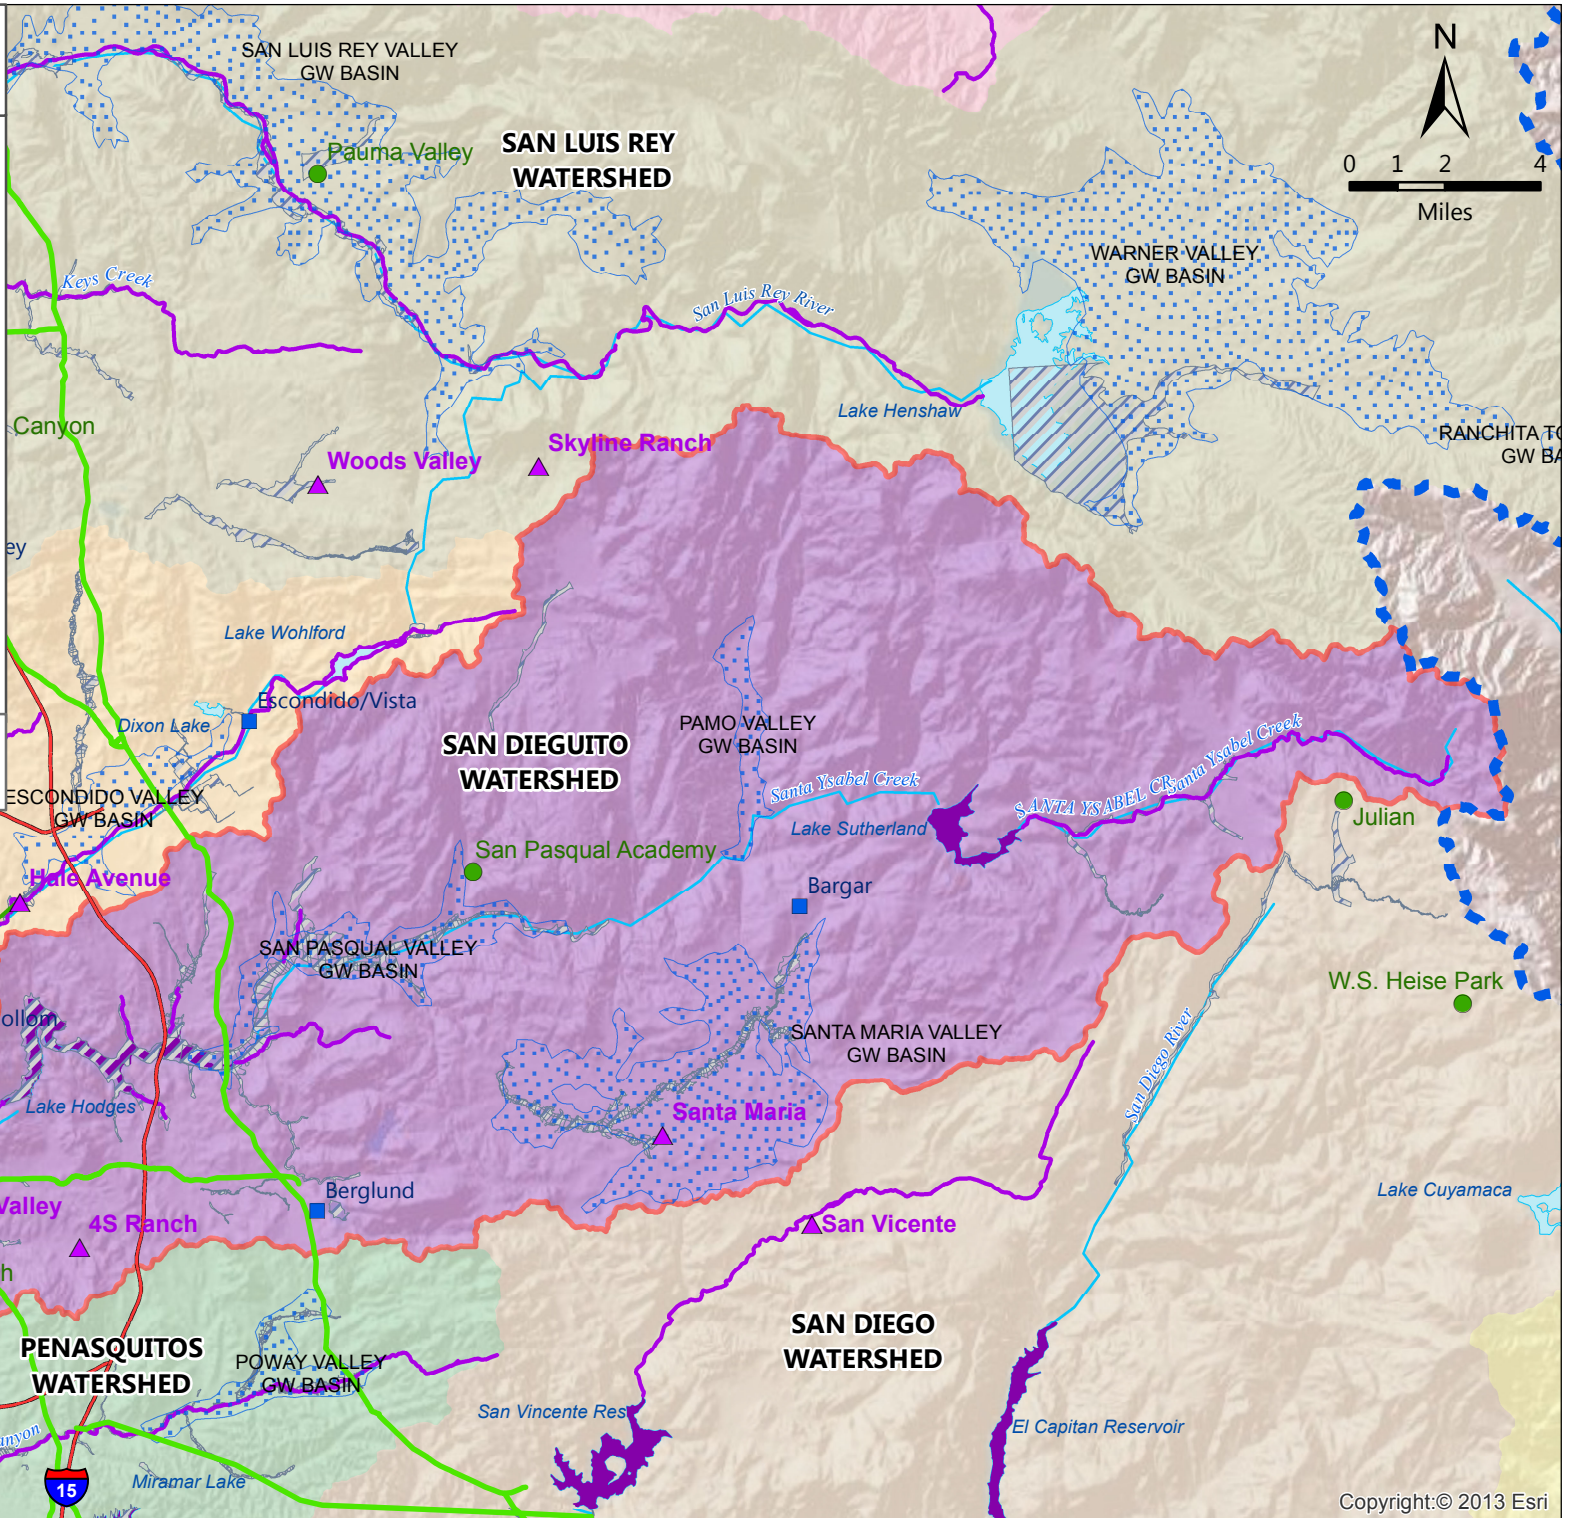 SAN LUIS REY VALLEY
GW BASIN
N
0 1 2 4
Miles
Pauma Valley
SAN LUIS REY
WATERSHED
WARNER VALLEY
GW BASIN
Keys Creek
San Luis Rey River
Lake Henshaw
Canyon
Woods Valley
Skyline Ranch
RANCHITA TO
GW BA
ey
Lake Wohlford
Escondido/Vista
Dixon Lake
SAN DIEGUITO
WATERSHED
PAMO VALLEY
GW BASIN
Santa Ysabel Creek
SANTA YSABEL CR
Santa Ysabel Creek
ESCONDIDO VALLEY
GW BASIN
Lake Sutherland
Julian
San Pasqual Academy
Hale Avenue
Bargar
SAN PASQUAL VALLEY
GW BASIN
W.S. Heise Park
ollom
SANTA MARIA VALLEY
GW BASIN
San Diego River
Lake Hodges
Santa Maria
Berglund
Lake Cuyamaca
Valley
4S Ranch
San Vicente
h
SAN DIEGO
WATERSHED
PENASQUITOS
WATERSHED
POWAY VALLEY
GW BASIN
San Vincente Res
El Capitan Reservoir
anyon
Miramar Lake
15
Copyright:© 2013 Esri